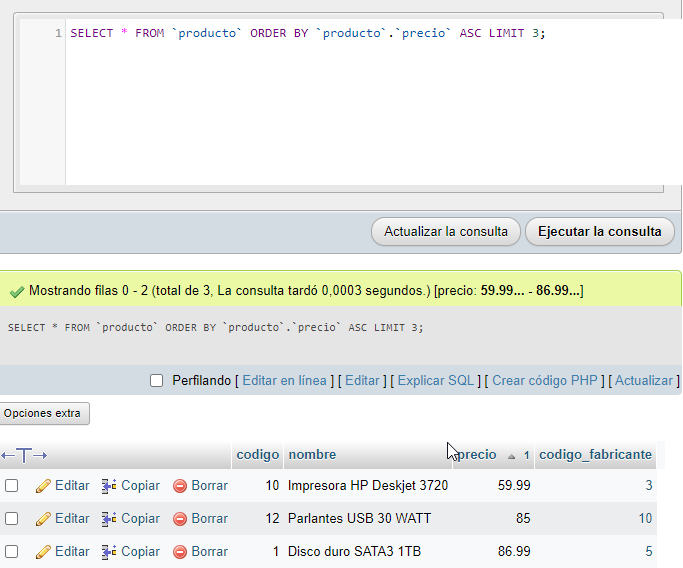 1 SELECT * FROM `producto` ORDER BY `producto`.`precio` ASC LIMIT 3;
Actualizar la consulta Ejecutar la consulta
Mostrando filas 0 - 2 (total de 3, La consulta tardó 0,0003 segundos.) [precio: 59.99... - 86.99...]
SELECT * FROM `producto` ORDER BY `producto`.`precio` ASC LIMIT 3;
Perfilando [ Editar en línea ] [ Editar ] [ Explicar SQL ] [ Crear código PHP ] [ Actualizar ]
Opciones extra
←T→ codigo nombre precio 1 codigo_fabricante
Editar Copiar Borrar 10 Impresora HP Deskjet 3720 59.99 3
Editar Copiar Borrar 12 Parlantes USB 30 WATT 85 10
Editar Copiar Borrar 1 Disco duro SATA3 1TB 86.99 5